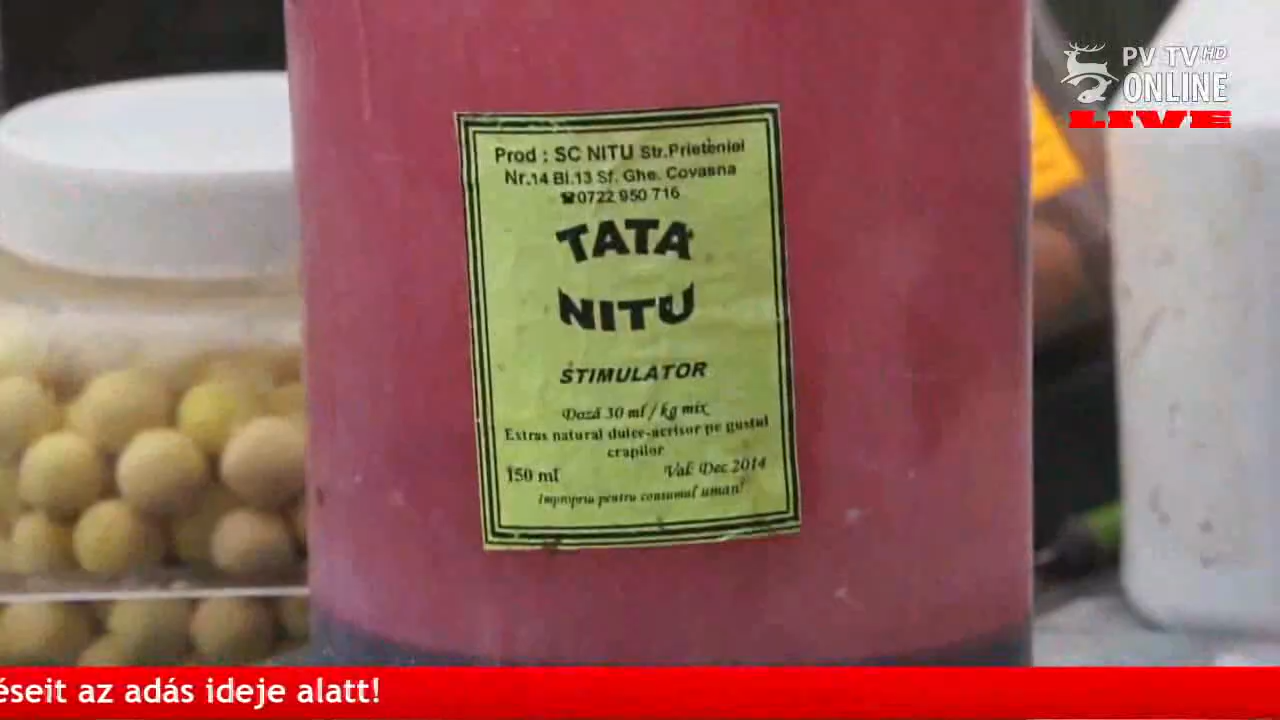 PV TV HD
ONLINE
LIVE
Prod : SC NITU Str.Prieteniei
Nr.14 Bl.13 Sf. Ghe. Covasna
☎0722 950 716
TATA
NITU
STIMULATOR
Doză 30 ml / kg mix
Extras natural dulce-acrisor pe gustul
crapilor
150 ml Val: Dec 2014
Impropriu pentru consumul uman!
éseit az adás ideje alatt!